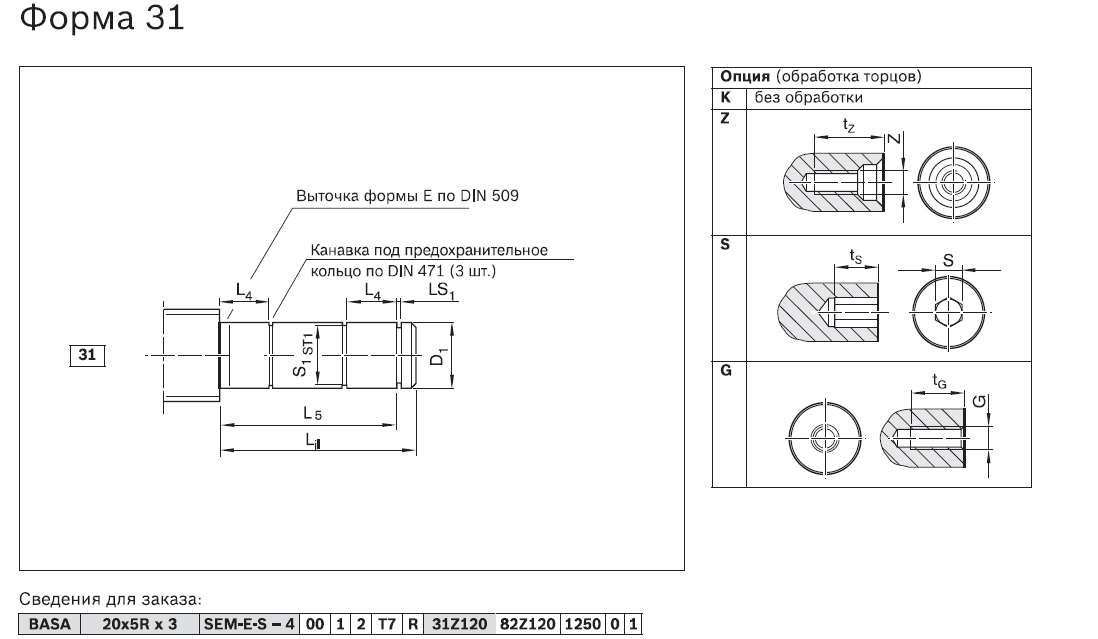 Форма 31
Опция (обработка торцов)
K без обработки
Z
tZ
Z
S
tS
S
G
tG
G
Выточка формы E по DIN 509
Канавка под предохранительное
кольцо по DIN 471 (3 шт.)
L4 L4 LS1
31
S1 ST1
D1
L5
Сведения для заказа:
BASA 20x5R x 3 SEM-E-S – 4 00 1 2 T7 R 31Z120 82Z120 1250 0 1